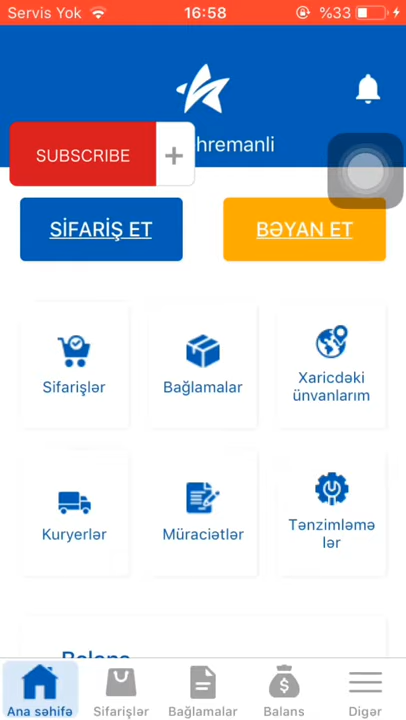 Servis Yok 16:58 %33
hremanli
SUBSCRIBE +
SİFARİŞ ET BƏYAN ET
Sifarişlər
Bağlamalar
Xaricdəki
ünvanlarım
Kuryerlər
Müraciətlər
Tənzimləmə
lər
Balans
Ana səhifə Sifarişlər Bağlamalar Balans Digər